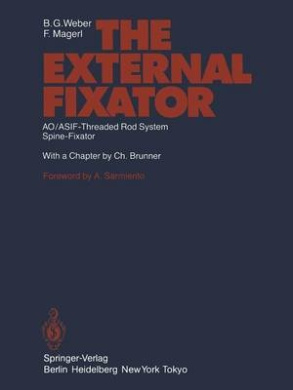 B.G.Weber
F. Magerl
THE
EXTERNAL
FIXATOR
AO/ASIF-Threaded Rod System
Spine-Fixator
With a Chapter by Ch. Brunner
Foreword by A. Sarmiento
Springer-Verlag
Berlin Heidelberg New York Tokyo